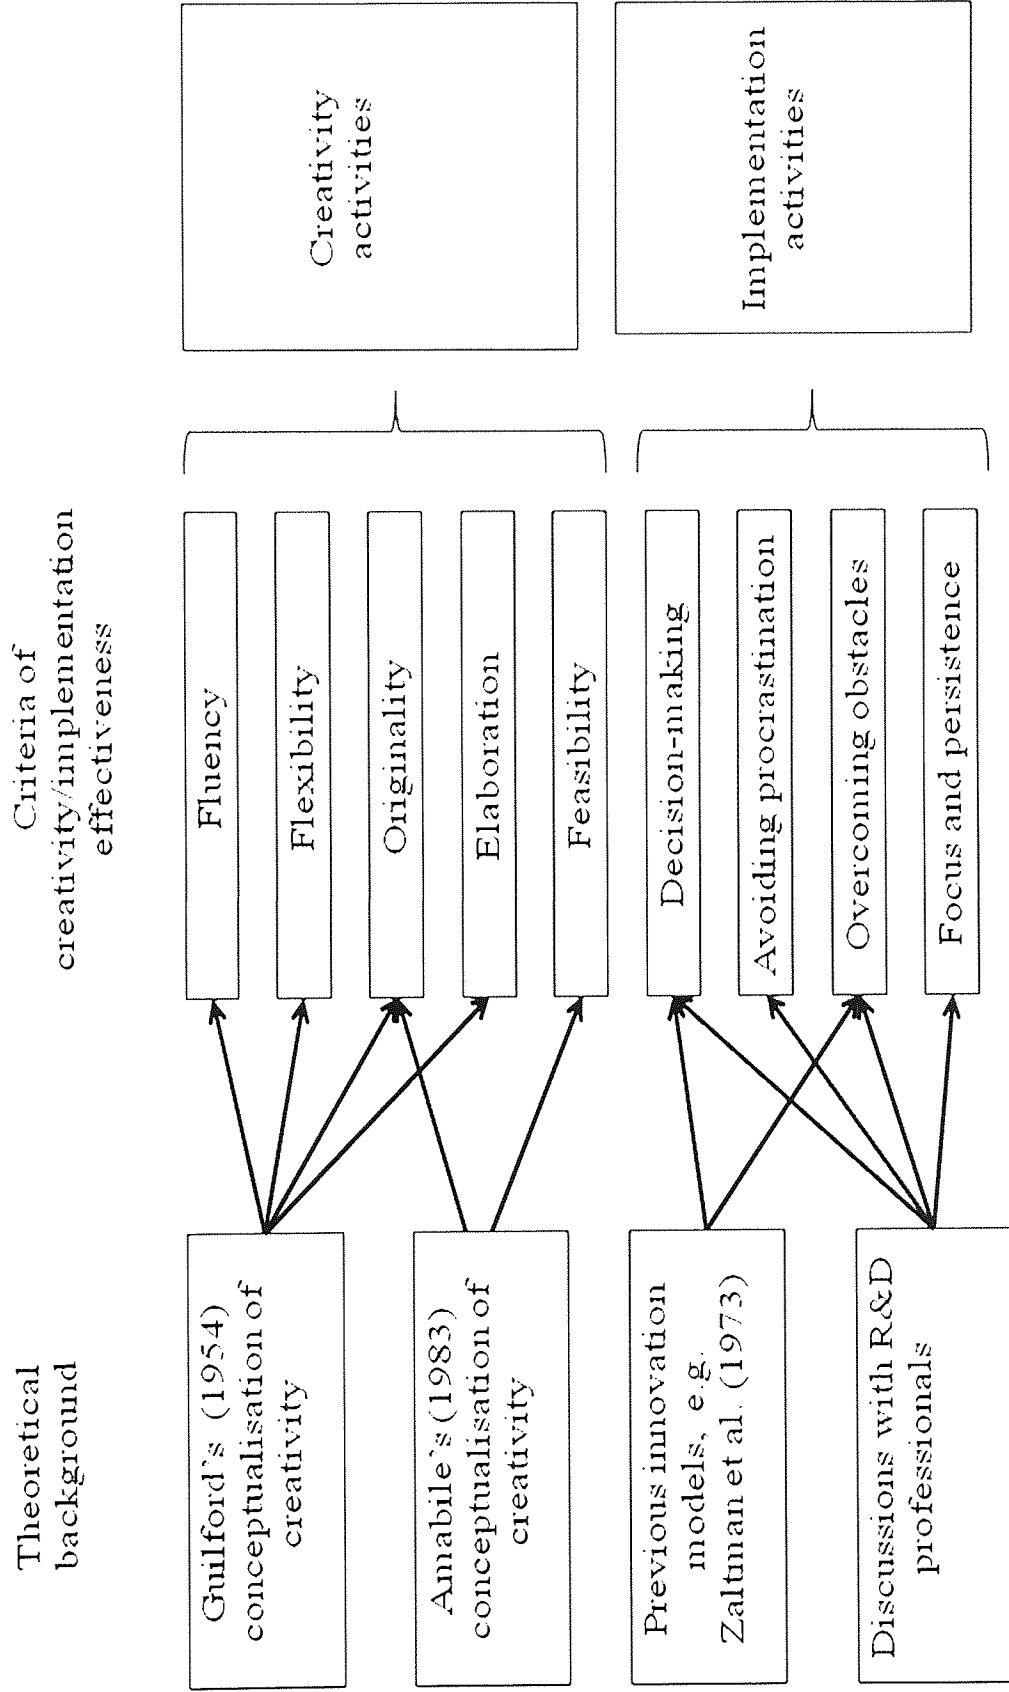 Theoretical
background
Criteria of
creativity/implementation
effectiveness
Guilford's (1954)
conceptualisation of
creativity
Amabile's (1983)
conceptualisation of
creativity
Previous innovation
models, e.g.
Zaltman et al. (1973)
Discussions with R&D
professionals
Fluency
Flexibility
Originality
Elaboration
Feasibility
Decision-making
Avoiding procrastination
Overcoming obstacles
Focus and persistence
Creativity
activities
Implementation
activities